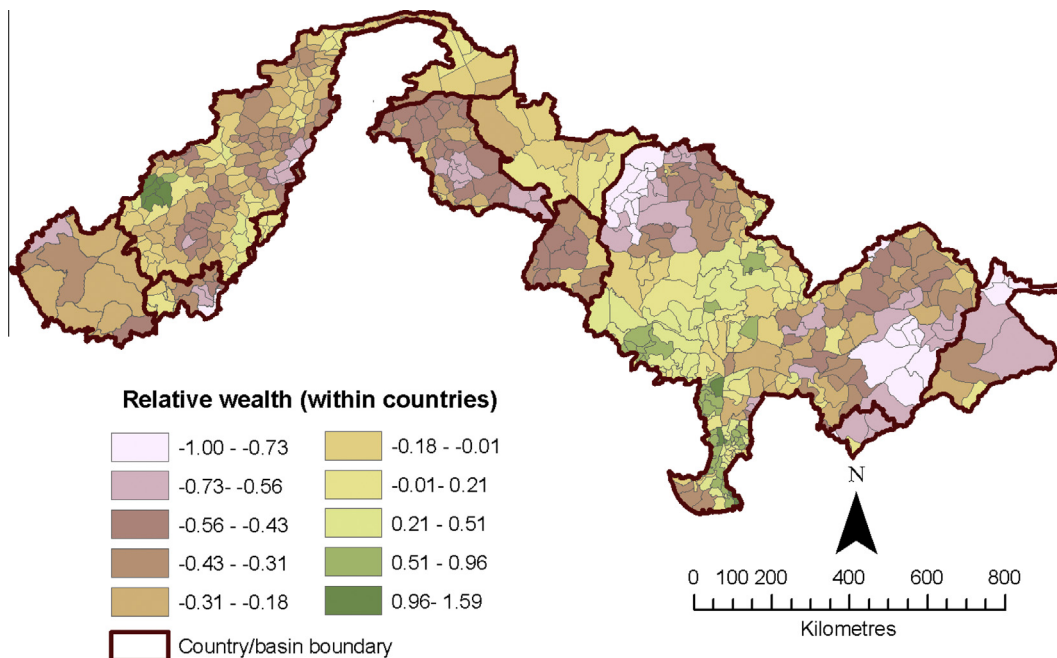 Relative wealth (within countries)
-1.00 - -0.73
-0.73- -0.56
-0.56 - -0.43
-0.43 - -0.31
-0.31 - -0.18
-0.18 - -0.01
-0.01- 0.21
0.21 - 0.51
0.51 - 0.96
0.96- 1.59
Country/basin boundary
N
0 100 200 400 600 800
Kilometres